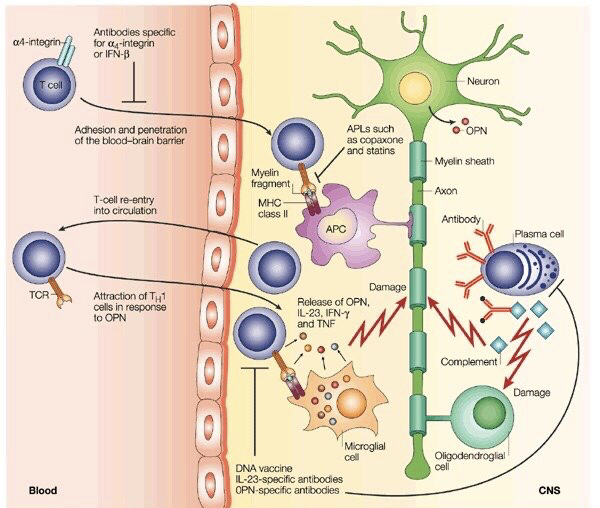 α4-integrin
T cell
Antibodies specific
for α4-integrin
or IFN-β
Adhesion and penetration
of the blood–brain barrier
Neuron
OPN
APLs such
as copaxone
and statins
Myelin
fragment
MHC
class II
APC
Myelin sheath
Axon
T-cell re-entry
into circulation
TCR
Attraction of TH1
cells in response
to OPN
Antibody
Plasma cell
Damage
Release of OPN,
IL-23, IFN-γ
and TNF
Complement
Damage
Microglial
cell
Oligodendroglial
cell
DNA vaccine
IL-23-specific antibodies
0PN-specific antibodies
Blood
CNS